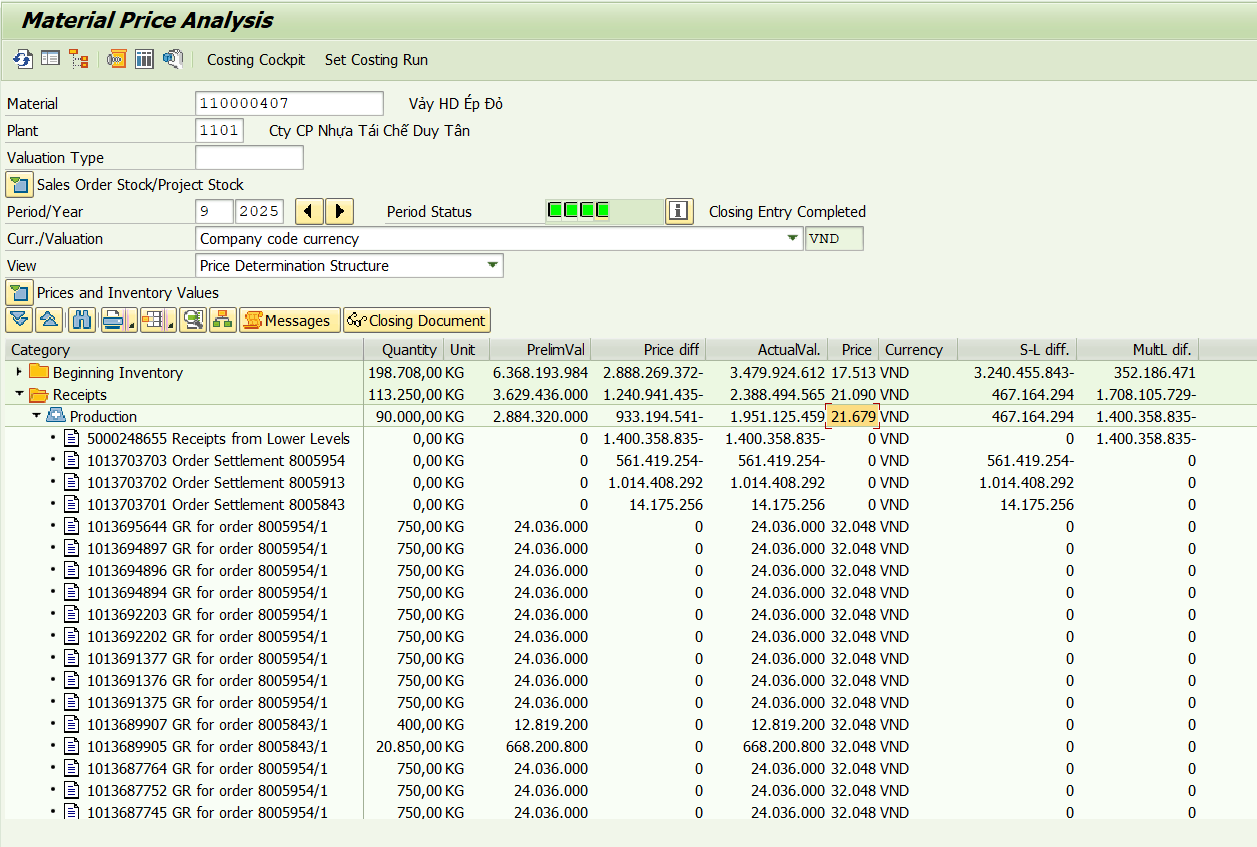 Material Price Analysis
Costing Cockpit Set Costing Run
Material 110000407 Vảy HD Ép Đỏ
Plant 1101 Cty CP Nhựa Tái Chế Duy Tân
Valuation Type
Sales Order Stock/Project Stock
Period/Year 9 2025 Period Status Closing Entry Completed
Curr./Valuation Company code currency VND
View Price Determination Structure
Prices and Inventory Values
Messages Closing Document
Category Quantity Unit PrelimVal Price diff ActualVal. Price Currency S-L diff. MultL dif.
Beginning Inventory 198.708,00 KG 6.368.193.984 2.888.269.372- 3.479.924.612 17.513 VND 3.240.455.843- 352.186.471
Receipts 113.250,00 KG 3.629.436.000 1.240.941.435- 2.388.494.565 21.090 VND 467.164.294 1.708.105.729-
Production 90.000,00 KG 2.884.320.000 933.194.541- 1.951.125.459 21.679 VND 467.164.294 1.400.358.835-
5000248655 Receipts from Lower Levels 0,00 KG 0 1.400.358.835- 1.400.358.835- 0 VND 0 1.400.358.835-
1013703703 Order Settlement 8005954 0,00 KG 0 561.419.254- 561.419.254- 0 VND 561.419.254- 0
1013703702 Order Settlement 8005913 0,00 KG 0 1.014.408.292 1.014.408.292 0 VND 1.014.408.292 0
1013703701 Order Settlement 8005843 0,00 KG 0 14.175.256 14.175.256 0 VND 14.175.256 0
1013695644 GR for order 8005954/1 750,00 KG 24.036.000 0 24.036.000 32.048 VND 0 0
1013694897 GR for order 8005954/1 750,00 KG 24.036.000 0 24.036.000 32.048 VND 0 0
1013694896 GR for order 8005954/1 750,00 KG 24.036.000 0 24.036.000 32.048 VND 0 0
1013694894 GR for order 8005954/1 750,00 KG 24.036.000 0 24.036.000 32.048 VND 0 0
1013692203 GR for order 8005954/1 750,00 KG 24.036.000 0 24.036.000 32.048 VND 0 0
1013692202 GR for order 8005954/1 750,00 KG 24.036.000 0 24.036.000 32.048 VND 0 0
1013691377 GR for order 8005954/1 750,00 KG 24.036.000 0 24.036.000 32.048 VND 0 0
1013691376 GR for order 8005954/1 750,00 KG 24.036.000 0 24.036.000 32.048 VND 0 0
1013691375 GR for order 8005954/1 750,00 KG 24.036.000 0 24.036.000 32.048 VND 0 0
1013689907 GR for order 8005843/1 400,00 KG 12.819.200 0 12.819.200 32.048 VND 0 0
1013689905 GR for order 8005843/1 20.850,00 KG 668.200.800 0 668.200.800 32.048 VND 0 0
1013687764 GR for order 8005954/1 750,00 KG 24.036.000 0 24.036.000 32.048 VND 0 0
1013687752 GR for order 8005954/1 750,00 KG 24.036.000 0 24.036.000 32.048 VND 0 0
1013687745 GR for order 8005954/1 750,00 KG 24.036.000 0 24.036.000 32.048 VND 0 0